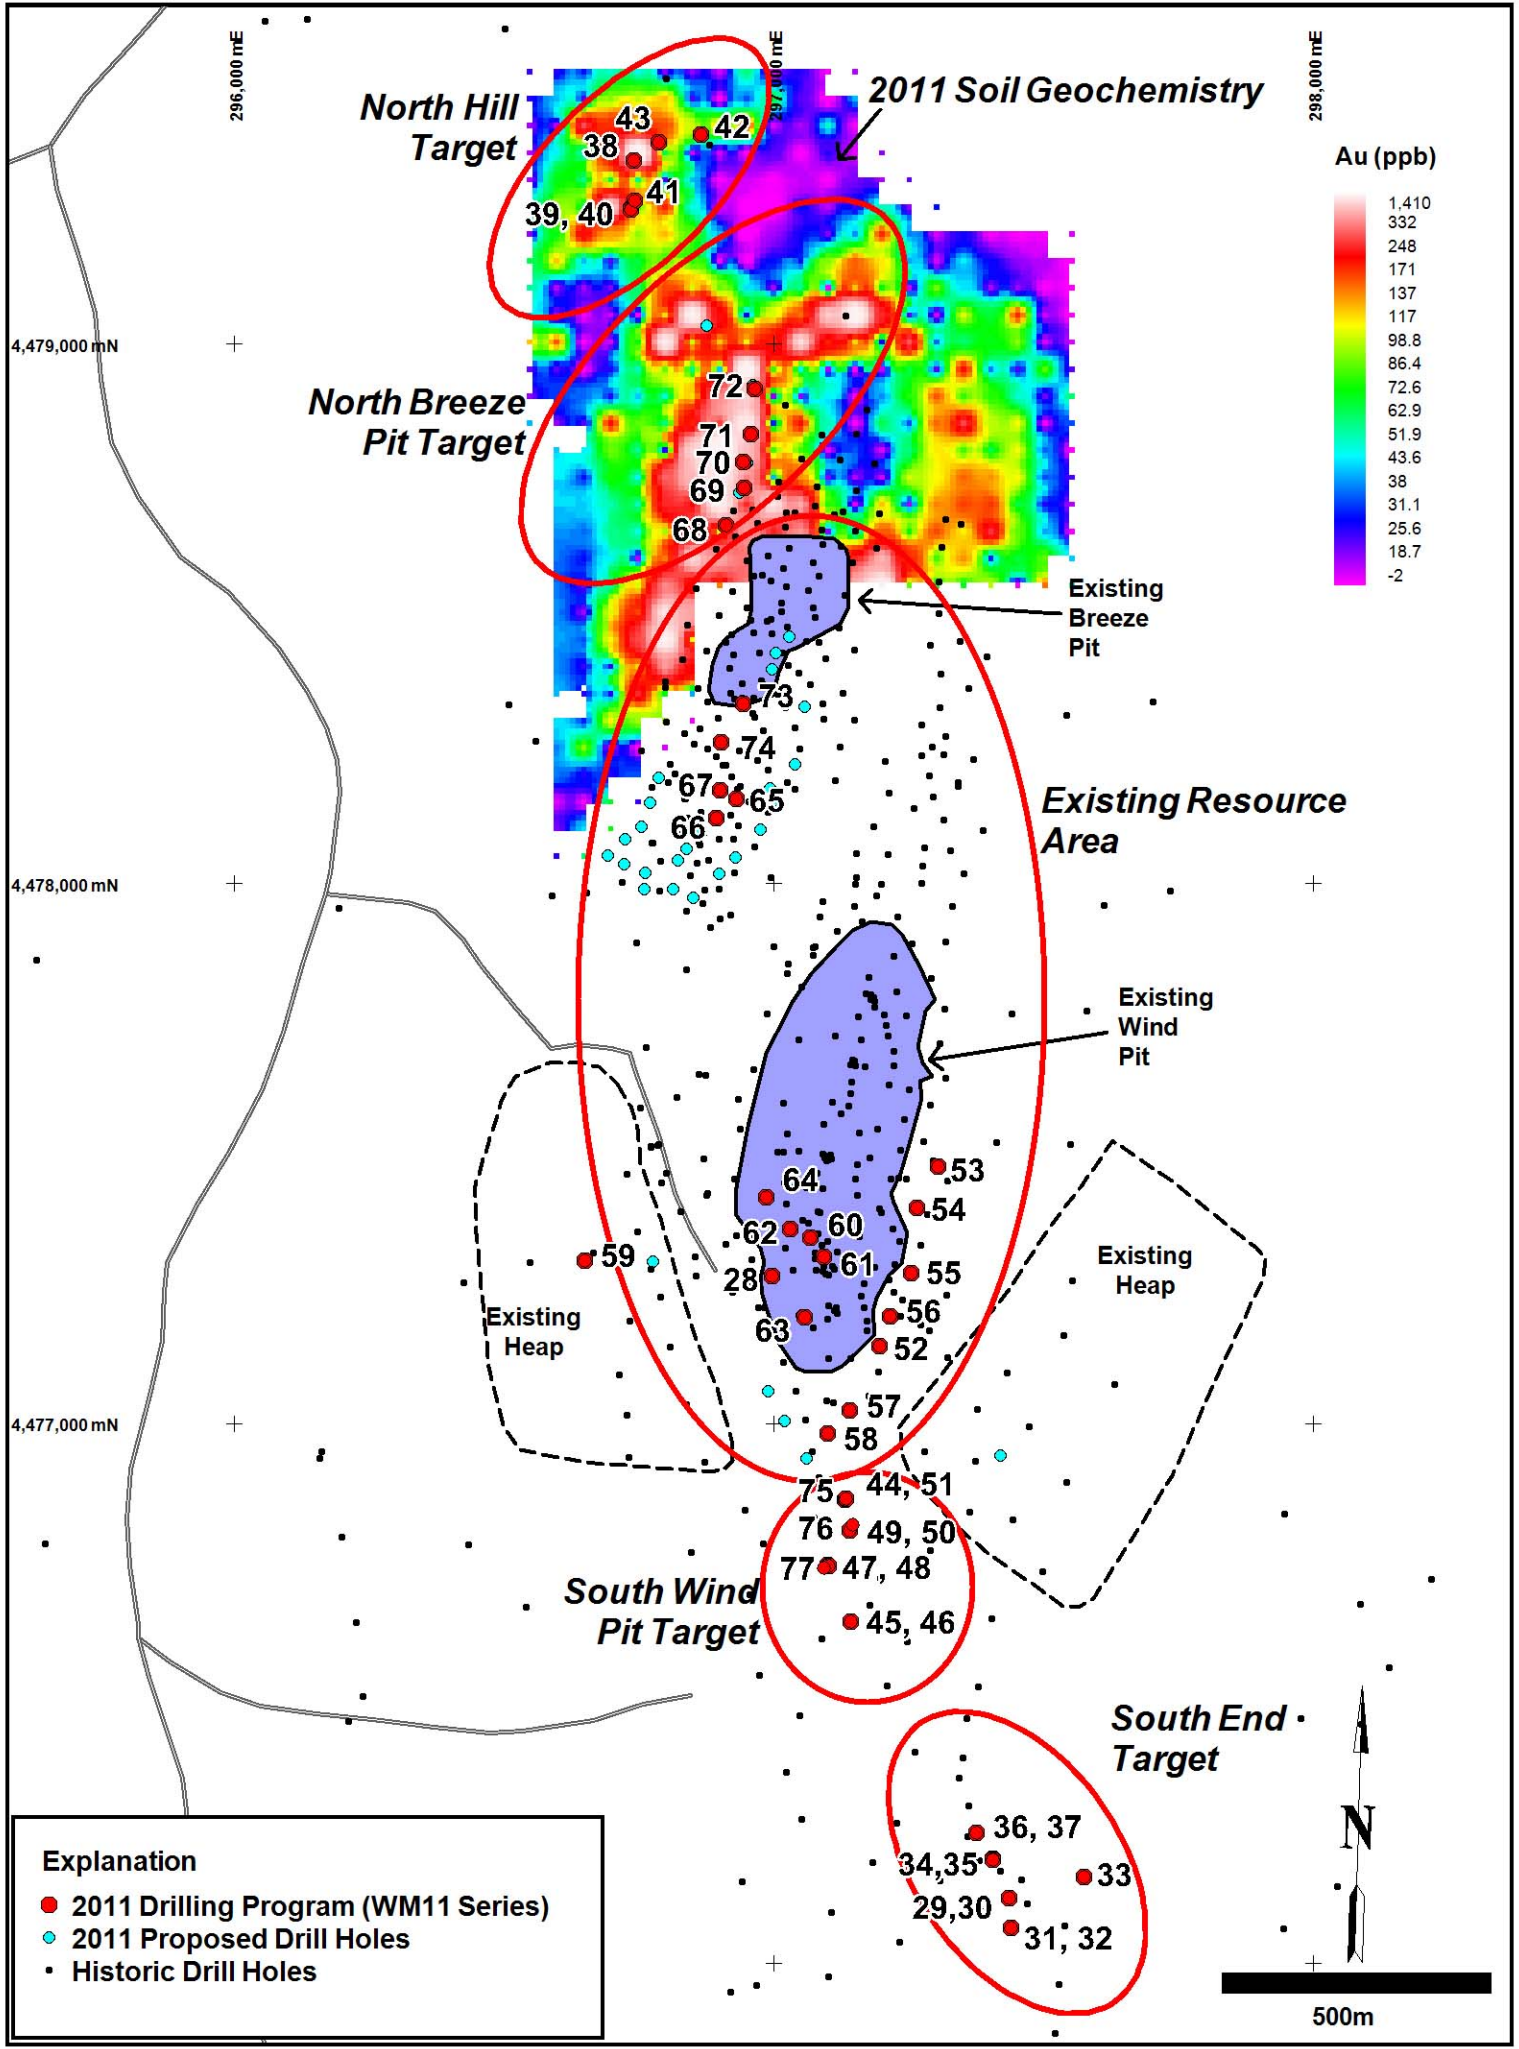 296,000 mE
297,000 mE
298,000 mE
2011 Soil Geochemistry
North Hill
Target
43
42
38
41
39, 40
Au (ppb)
1,410
332
248
171
137
117
98.8
86.4
72.6
62.9
51.9
43.6
38
31.1
25.6
18.7
-2
4,479,000 mN
North Breeze
Pit Target
72
71
70
69
68
Existing
Breeze
Pit
73
74
67
65
66
Existing Resource
Area
4,478,000 mN
Existing
Wind
Pit
53
64
54
62
60
61
59
28
55
Existing
Heap
56
63
52
Existing
Heap
4,477,000 mN
57
58
75
44, 51
76
49, 50
77
47, 48
South Wind
Pit Target
45, 46
South End
Target
36, 37
34,35
33
29,30
31, 32
N
500m
Explanation
2011 Drilling Program (WM11 Series)
2011 Proposed Drill Holes
Historic Drill Holes